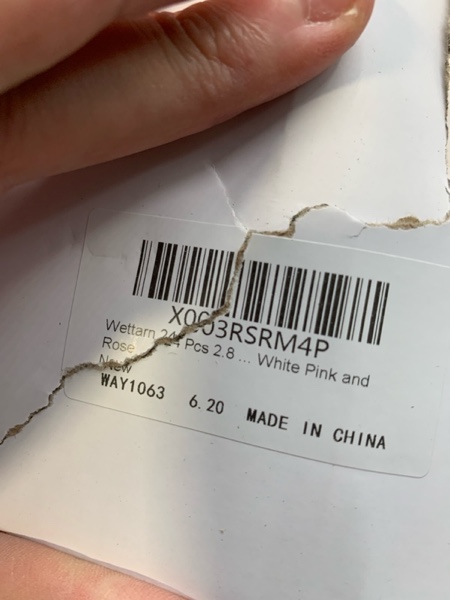 X003RSRM4P
Wettarn 24 Pcs 2.8 ... White Pink and
Rose
New
WAY1063 6.20 MADE IN CHINA